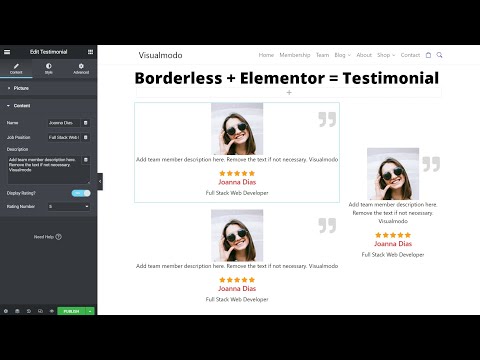 Edit Testimonial
Content
Style
Advanced
Picture
Content
Name
Joanna Dias
Job Position
Full Stack Web
Description
Add team member description here.
Remove the text if not necessary.
Visualmodo
Display Rating?
Rating Number
5
Need Help
PUBLISH
Visualmodo
Home Membership Team Blog About Shop Contact
Borderless + Elementor = Testimonial
Add team member description here. Remove the text if not necessary. Visualmodo
Joanna Dias
Full Stack Web Developer
Add team member description here. Remove the text if not necessary. Visualmodo
Joanna Dias
Full Stack Web Developer
Add team member description here.
Remove the text if not necessary.
Visualmodo
Joanna Dias
Full Stack Web Developer